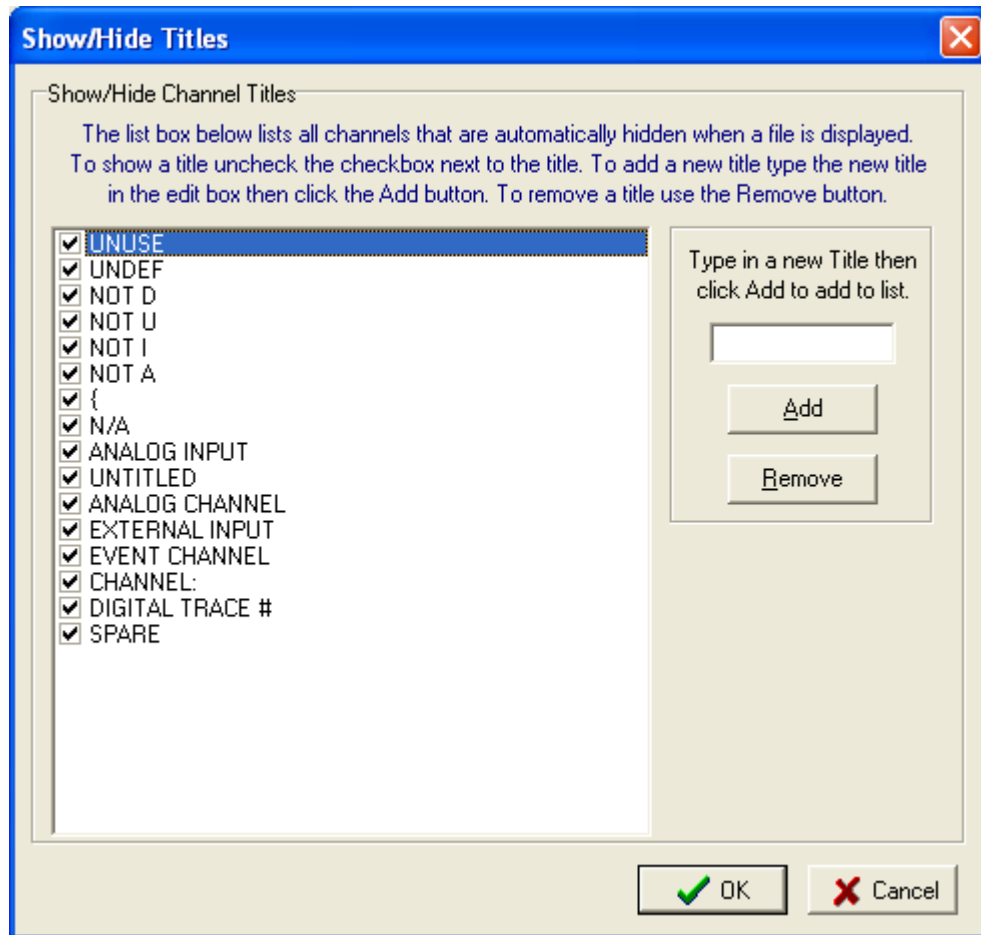 Show/Hide Titles
Show/Hide Channel Titles
The list box below lists all channels that are automatically hidden when a file is displayed.
To show a title uncheck the checkbox next to the title. To add a new title type the new title
in the edit box then click the Add button. To remove a title use the Remove button.
UNUSE
UNDEF
NOT D
NOT U
NOT I
NOT A
{
N/A
ANALOG INPUT
UNTITLED
ANALOG CHANNEL
EXTERNAL INPUT
EVENT CHANNEL
CHANNEL:
DIGITAL TRACE #
SPARE
Type in a new Title then
click Add to add to list.
Add
Remove
OK
Cancel